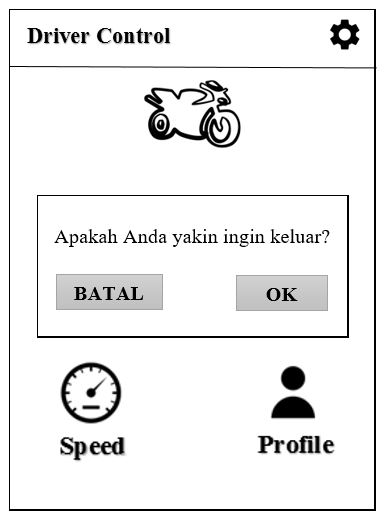 Driver Control
Apakah Anda yakin ingin keluar?
BATAL OK
Speed Profile